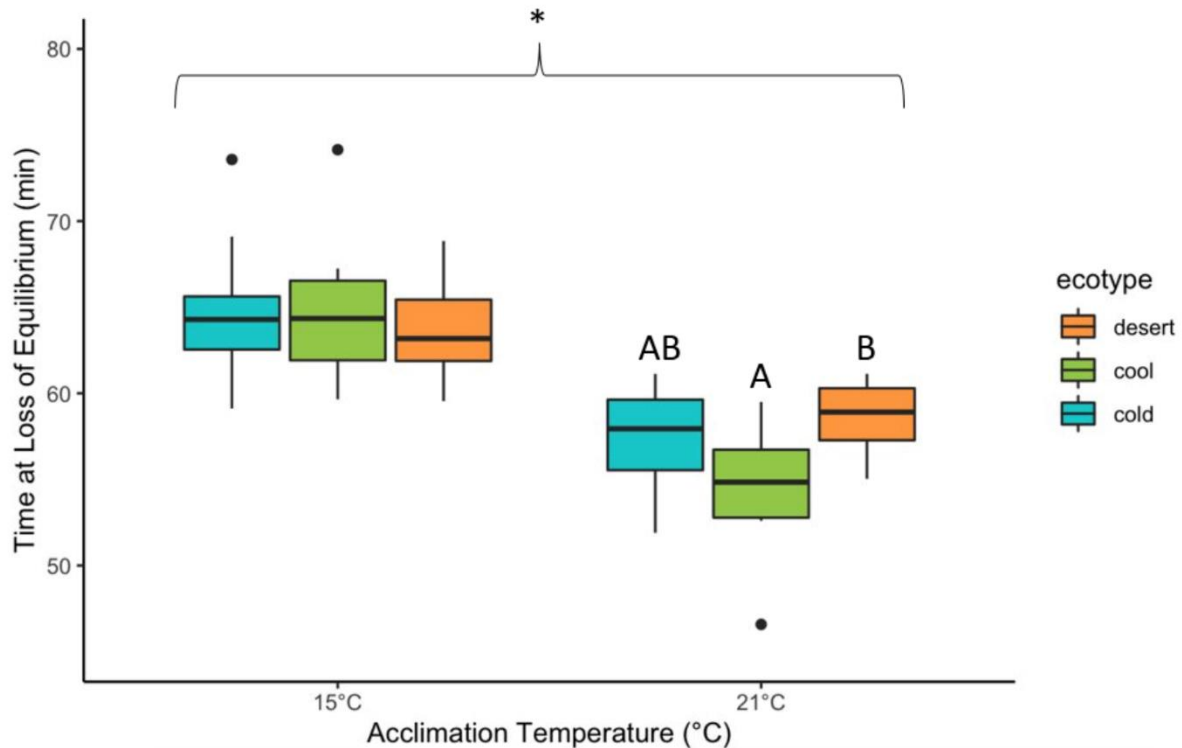 *
80
70
60
50
Time at Loss of Equilibrium (min)
AB
A
B
15°C
21°C
Acclimation Temperature (°C)
ecotype
desert
cool
cold